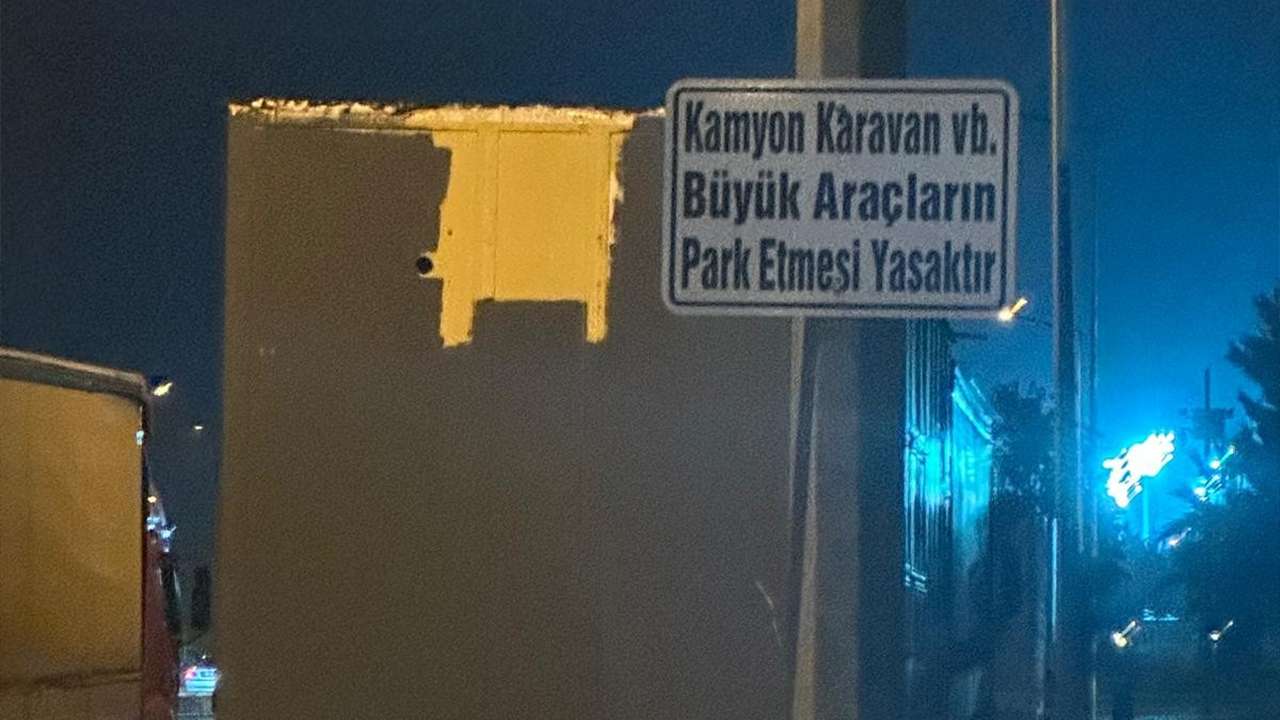 Kamyon Karavan vb.
Büyük Araçların
Park Etmesi Yasaktır